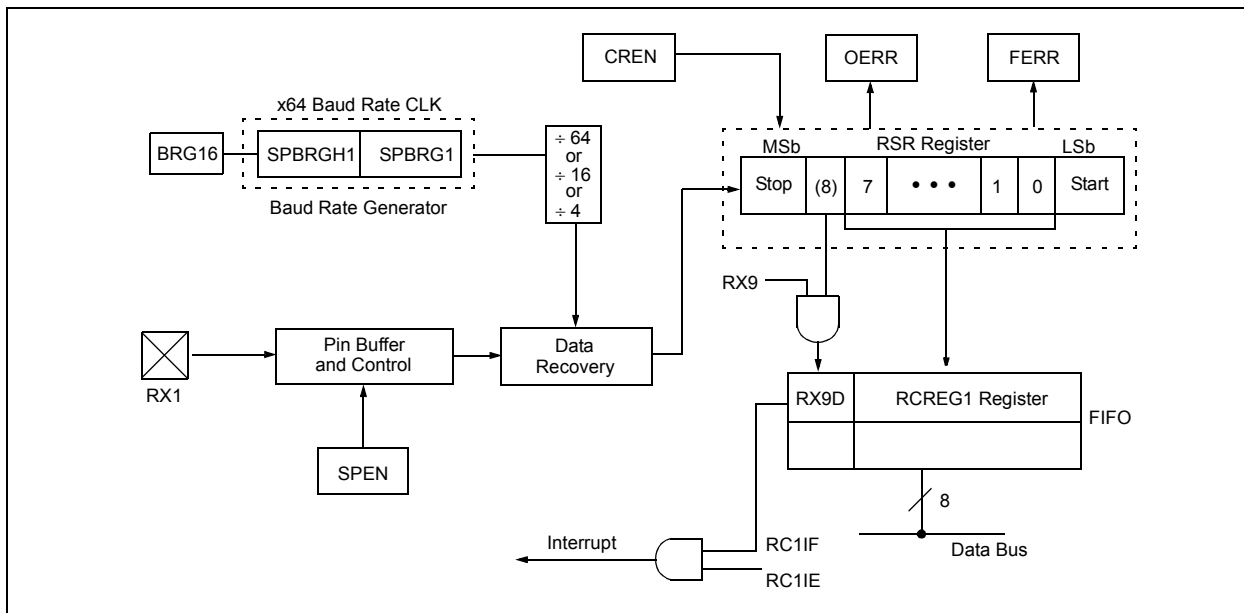 CREN
OERR
FERR
x64 Baud Rate CLK
BRG16
SPBRGH1
SPBRG1
Baud Rate Generator
÷ 64
or
÷ 16
or
÷ 4
MSb
RSR Register
LSb
Stop
(8)
7
• • •
1
0
Start
RX9
RX1
Pin Buffer
and Control
Data
Recovery
SPEN
RX9D
RCREG1 Register
FIFO
8
Data Bus
Interrupt
RC1IF
RC1IE